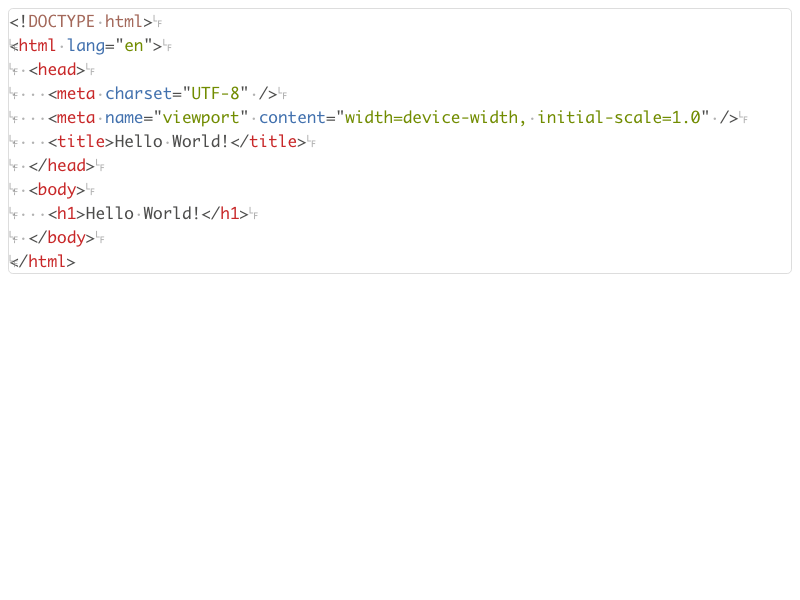 <!DOCTYPE html>
<html lang="en">
  <head>
    <meta charset="UTF-8" />
    <meta name="viewport" content="width=device-width, initial-scale=1.0" />
    <title>Hello World!</title>
  </head>
  <body>
    <h1>Hello World!</h1>
  </body>
</html>